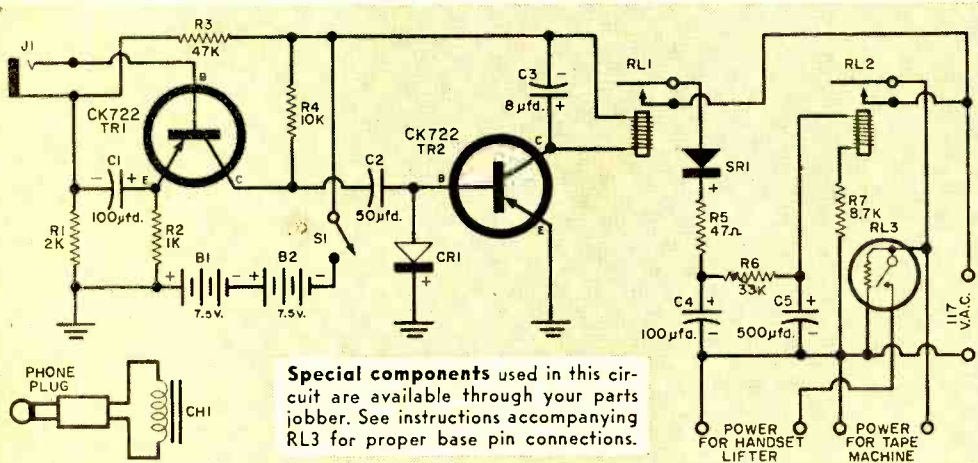 J1
R3
47K
B
CK722
TR1
E
C
C1
- +
100µfd.
R1
2K
R2
1K
R4
10K
C2
50µfd.
S1
B1
+ -
7.5v.
B2
+ -
7.5v.
CR1
+
CK722
TR2
B
C
E
C3
-
8µfd.
+
RL1
RL2
SR1
+
R5
47Ω
R6
33K
C4
+
100µfd.
-
C5
+
500µfd.
-
R7
8.7K
RL3
117
V.A.C.
PHONE
PLUG
CH1
Special components used in this cir-
cuit are available through your parts
jobber. See instructions accompanying
RL3 for proper base pin connections.
POWER
FOR HANDSET
LIFTER
POWER
FOR TAPE
MACHINE